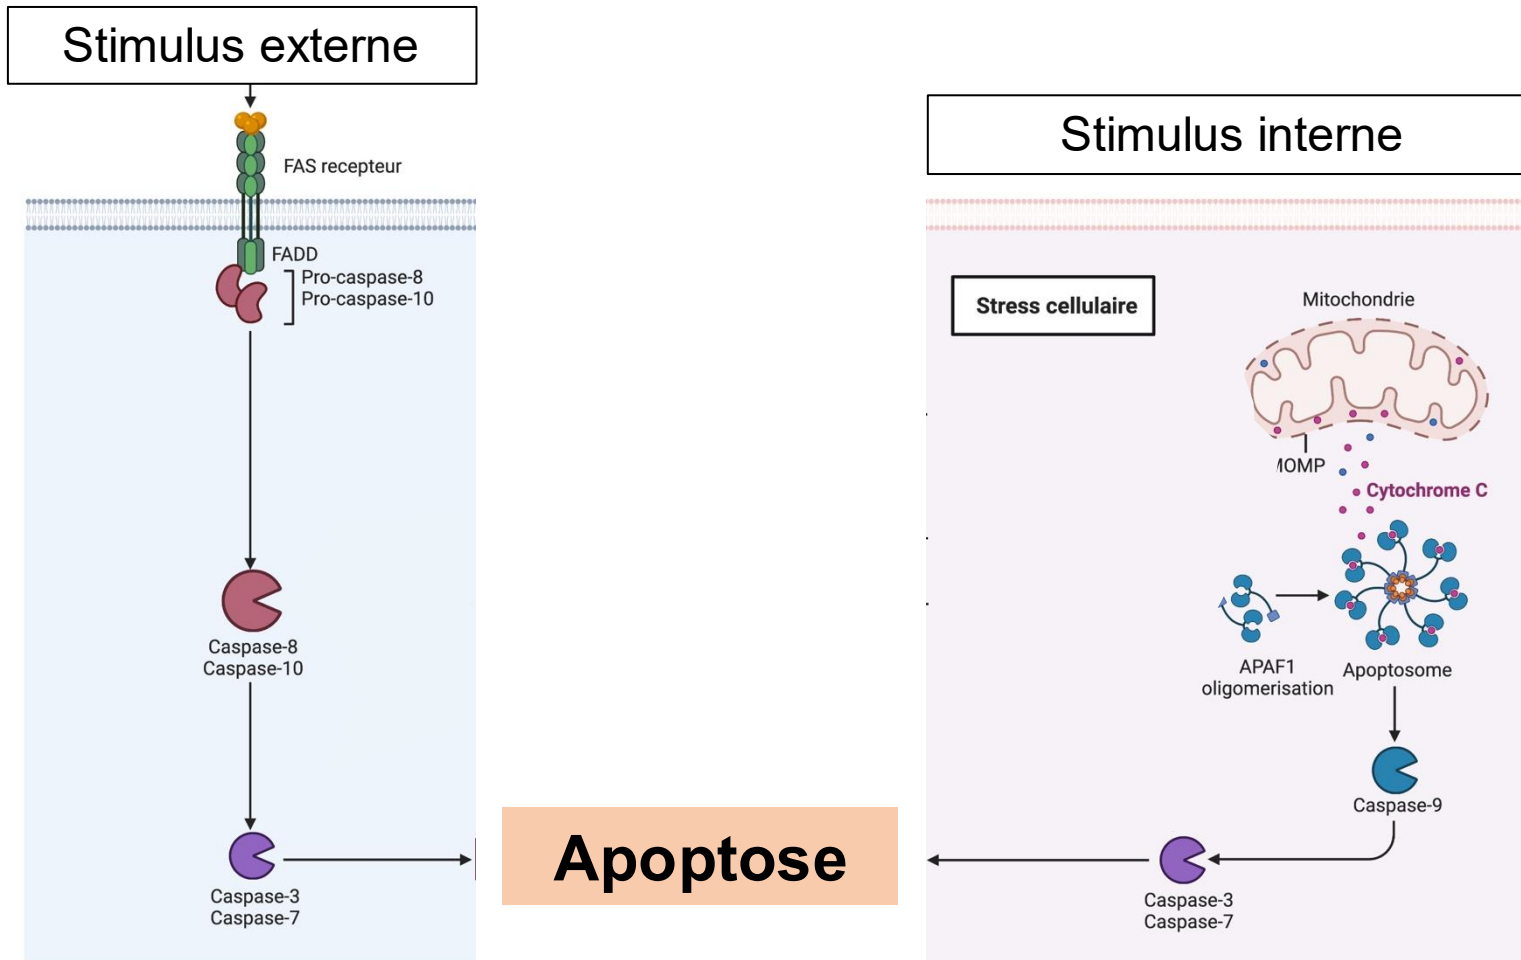 Stimulus externe
FAS recepteur
FADD
Pro-caspase-8
Pro-caspase-10
Caspase-8
Caspase-10
Caspase-3
Caspase-7
Apoptose
Stimulus interne
Stress cellulaire
Mitochondrie
Cytochrome C
APAF1
oligomerisation
Apoptosome
Caspase-9
Caspase-3
Caspase-7